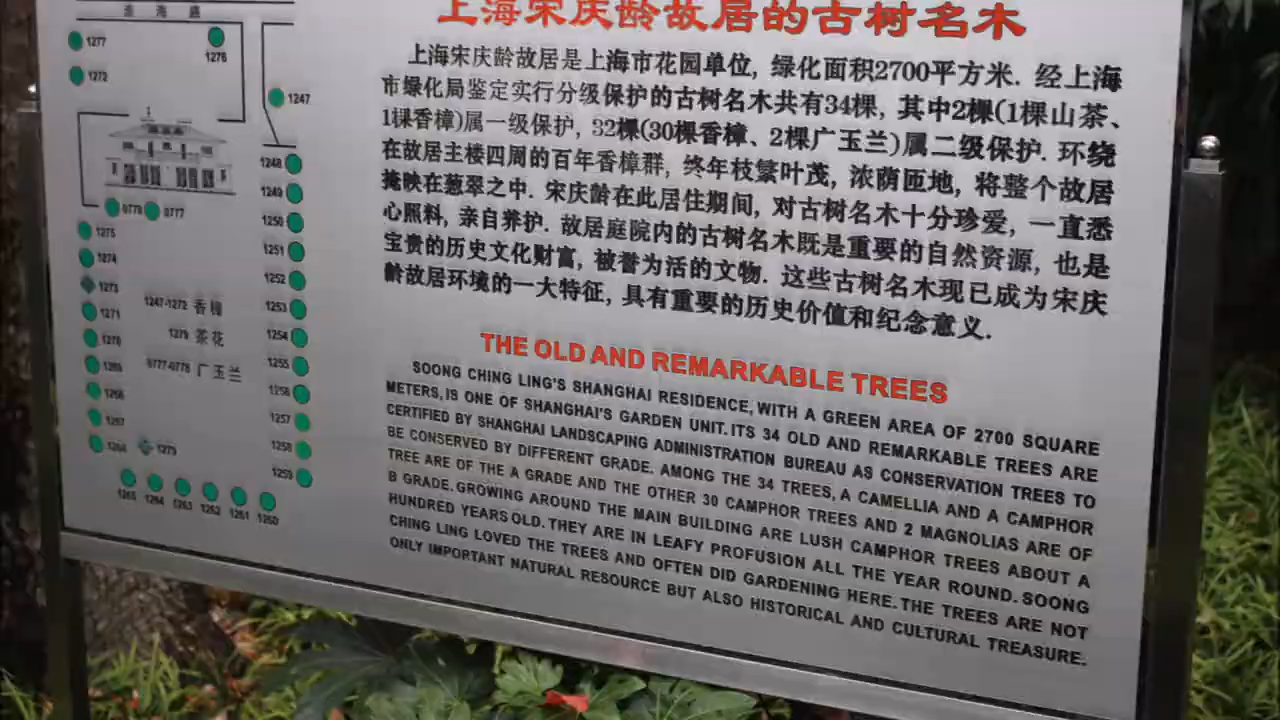 淮海路
1277
1276
1272
1247
1248
0778
0777
1249
1250
1275
1251
1274
1252
1273
1247-1272 香樟
1253
1271
1279 茶花
1254
1270
0777-0778 广玉兰
1255
1269
1256
1268
1257
1267
1258
1266
1279
1259
1265
1264
1263
1262
1261
1260
上海宋庆龄故居的古树名木
上海宋庆龄故居是上海市花园单位, 绿化面积2700平方米. 经上海
市绿化局鉴定实行分级保护的古树名木共有34棵, 其中2棵(1棵山茶、
1棵香樟)属一级保护, 32棵(30棵香樟、2棵广玉兰)属二级保护. 环绕
在故居主楼四周的百年香樟群, 终年枝繁叶茂, 浓荫匝地, 将整个故居
掩映在葱翠之中. 宋庆龄在此居住期间, 对古树名木十分珍爱, 一直悉
心照料, 亲自养护. 故居庭院内的古树名木既是重要的自然资源, 也是
宝贵的历史文化财富, 被誉为活的文物. 这些古树名木现已成为宋庆
龄故居环境的一大特征, 具有重要的历史价值和纪念意义.
THE OLD AND REMARKABLE TREES
SOONG CHING LING'S SHANGHAI RESIDENCE, WITH A GREEN AREA OF 2700 SQUARE
METERS, IS ONE OF SHANGHAI'S GARDEN UNIT. ITS 34 OLD AND REMARKABLE TREES ARE
CERTIFIED BY SHANGHAI LANDSCAPING ADMINISTRATION BUREAU AS CONSERVATION TREES TO
BE CONSERVED BY DIFFERENT GRADE. AMONG THE 34 TREES, A CAMELLIA AND A CAMPHOR
TREE ARE OF THE A GRADE AND THE OTHER 30 CAMPHOR TREES AND 2 MAGNOLIAS ARE OF
B GRADE. GROWING AROUND THE MAIN BUILDING ARE LUSH CAMPHOR TREES ABOUT A
HUNDRED YEARS OLD. THEY ARE IN LEAFY PROFUSION ALL THE YEAR ROUND. SOONG
CHING LING LOVED THE TREES AND OFTEN DID GARDENING HERE. THE TREES ARE NOT
ONLY IMPORTANT NATURAL RESOURCE BUT ALSO HISTORICAL AND CULTURAL TREASURE.